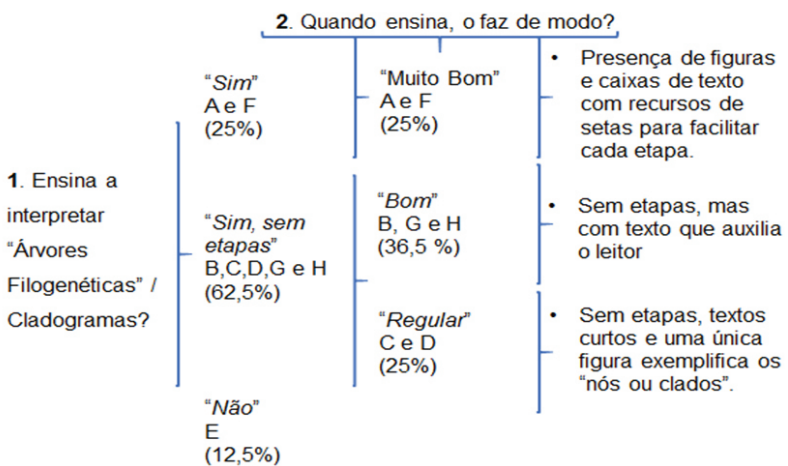 2. Quando ensina, o faz de modo?
1. Ensina a
interpretar
“Árvores
Filogenéticas” /
Cladogramas?
“Sim”
A e F
(25%)
“Sim, sem
etapas”
B,C,D,G e H
(62,5%)
“Não”
E
(12,5%)
“Muito Bom”
A e F
(25%)
“Bom”
B, G e H
(36,5 %)
“Regular”
C e D
(25%)
• Presença de figuras
e caixas de texto
com recursos de
setas para facilitar
cada etapa.
• Sem etapas, mas
com texto que auxilia
o leitor
• Sem etapas, textos
curtos e uma única
figura exemplifica os
“nós ou clados”.